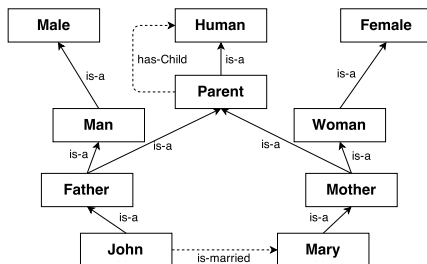 Male
Human
Female
has-Child
is-a
is-a
is-a
Parent
Man
Woman
is-a
is-a
is-a
is-a
Father
Mother
is-a
is-a
John
is-married
Mary